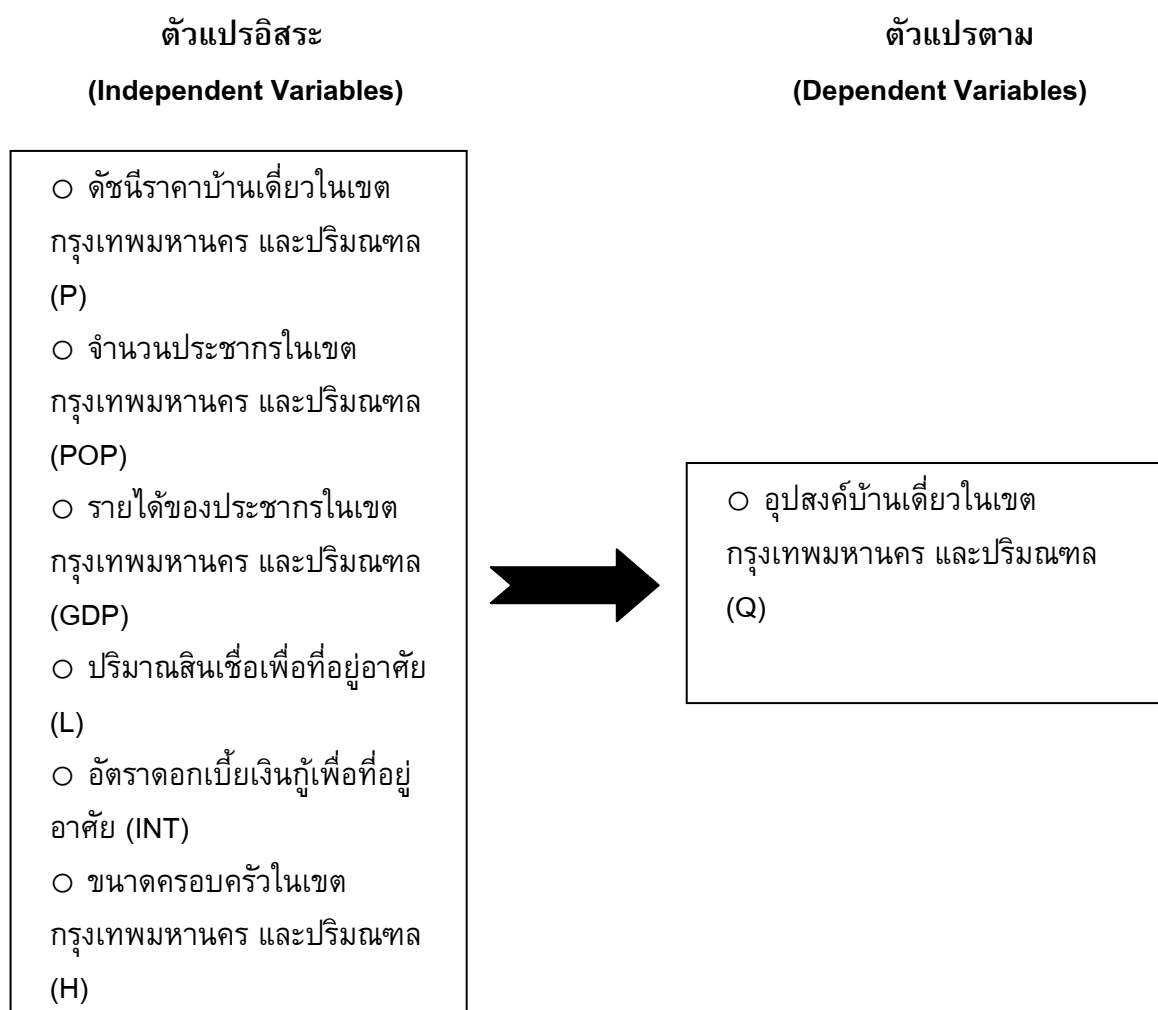 ตัวแปรอิสระ
(Independent Variables)
ตัวแปรตาม
(Dependent Variables)
○ ดัชนีราคาบ้านเดี่ยวในเขต
กรุงเทพมหานคร และปริมณฑล
(P)
○ จำนวนประชากรในเขต
กรุงเทพมหานคร และปริมณฑล
(POP)
○ รายได้ของประชากรในเขต
กรุงเทพมหานคร และปริมณฑล
(GDP)
○ ปริมาณสินเชื่อเพื่อที่อยู่อาศัย
(L)
○ อัตราดอกเบี้ยเงินกู้เพื่อที่อยู่
อาศัย (INT)
○ ขนาดครอบครัวในเขต
กรุงเทพมหานคร และปริมณฑล
(H)
○ อุปสงค์บ้านเดี่ยวในเขต
กรุงเทพมหานคร และปริมณฑล
(Q)